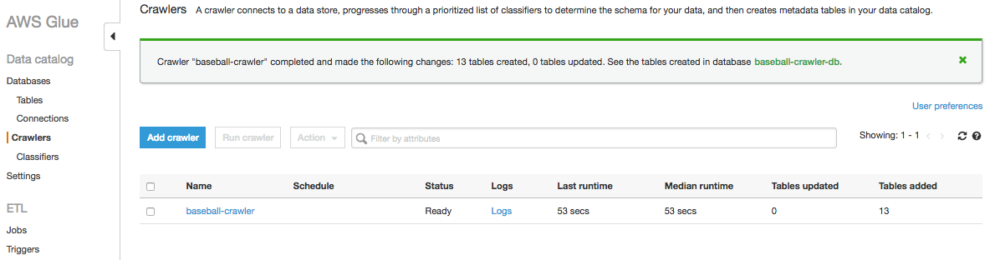 AWS Glue
Data catalog
Databases
Tables
Connections
Crawlers
Classifiers
Settings
ETL
Jobs
Triggers
Crawlers A crawler connects to a data store, progresses through a prioritized list of classifiers to determine the schema for your data, and then creates metadata tables in your data catalog.
Crawler "baseball-crawler" completed and made the following changes: 13 tables created, 0 tables updated. See the tables created in database baseball-crawler-db.
User preferences
Add crawler Run crawler Action Filter by attributes Showing: 1 - 1
Name Schedule Status Logs Last runtime Median runtime Tables updated Tables added
baseball-crawler Ready Logs 53 secs 53 secs 0 13